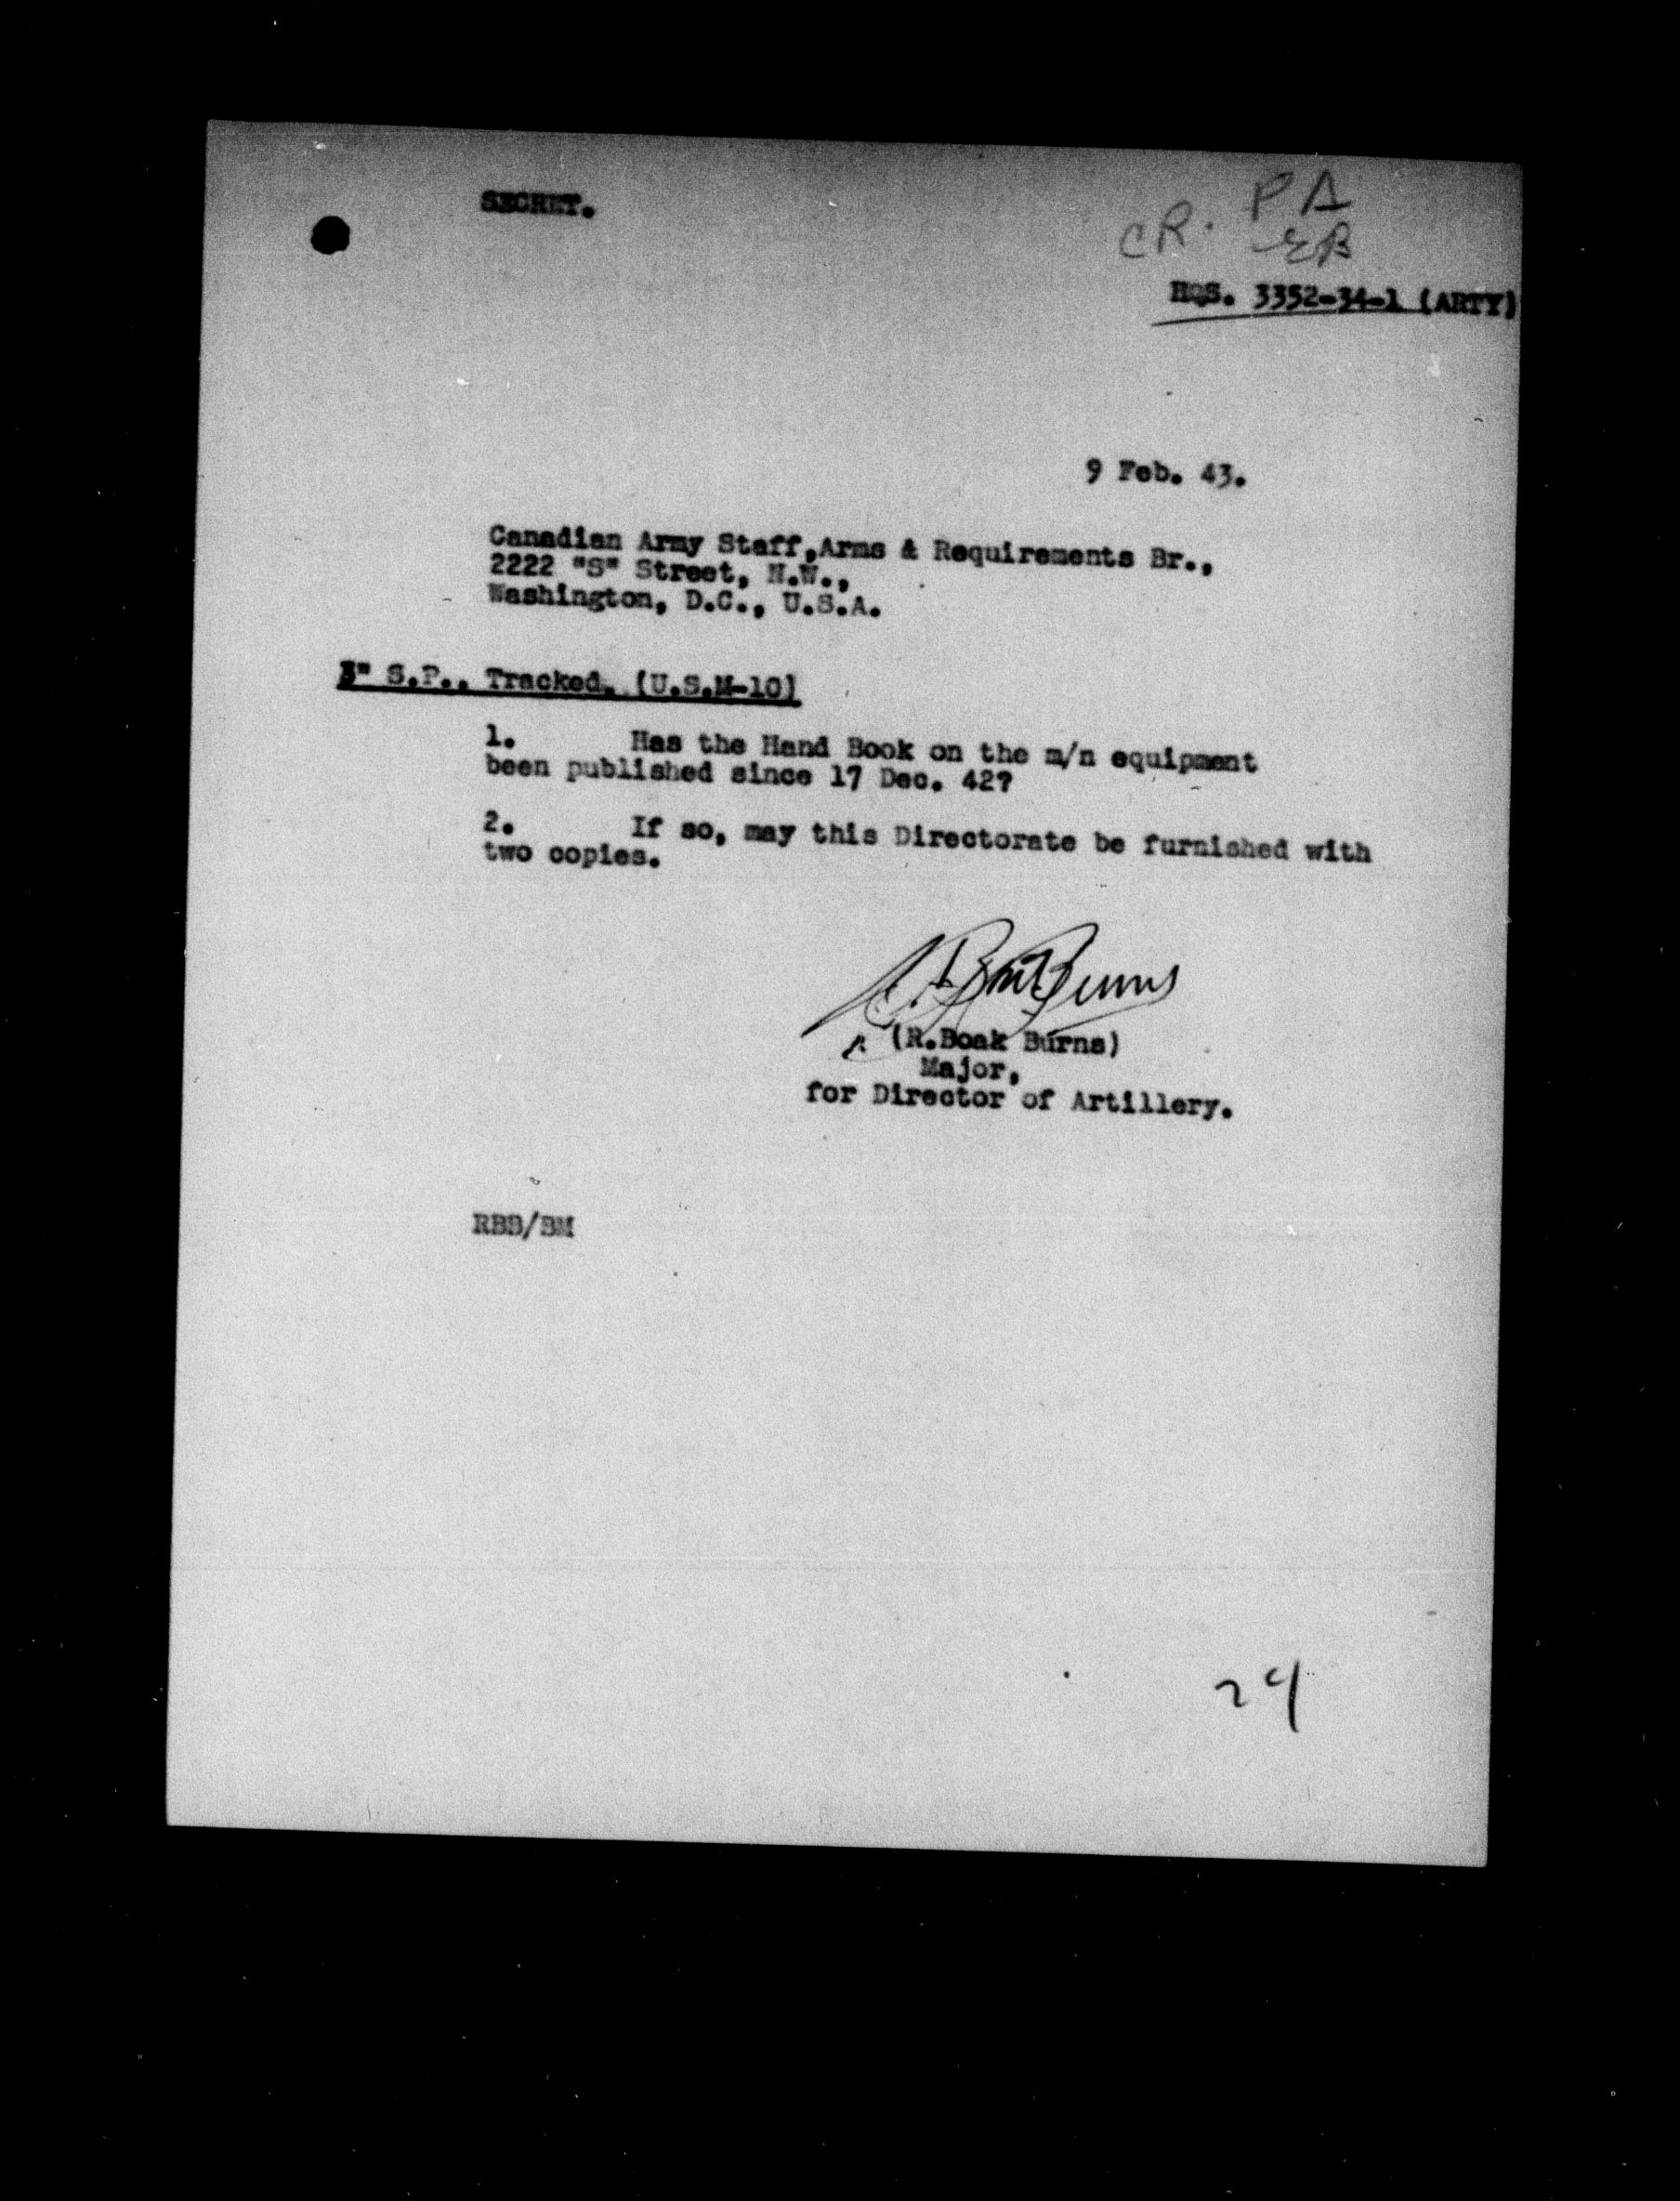 SECRET.
P A
CR. EB
HQS. 3352-34-1 (ARTY)
9 Feb. 43.
Canadian Army Staff,Arms & Requirements Br.,
2222 "S" Street, N.W.,
Washington, D.C., U.S.A.
3" S.P., Tracked. (U.S.M-10)
1. Has the Hand Book on the m/n equipment
been published since 17 Dec. 42?
2. If so, may this Directorate be furnished with
two copies.
(R.Boak Burns)
Major,
for Director of Artillery.
RBB/BM
29